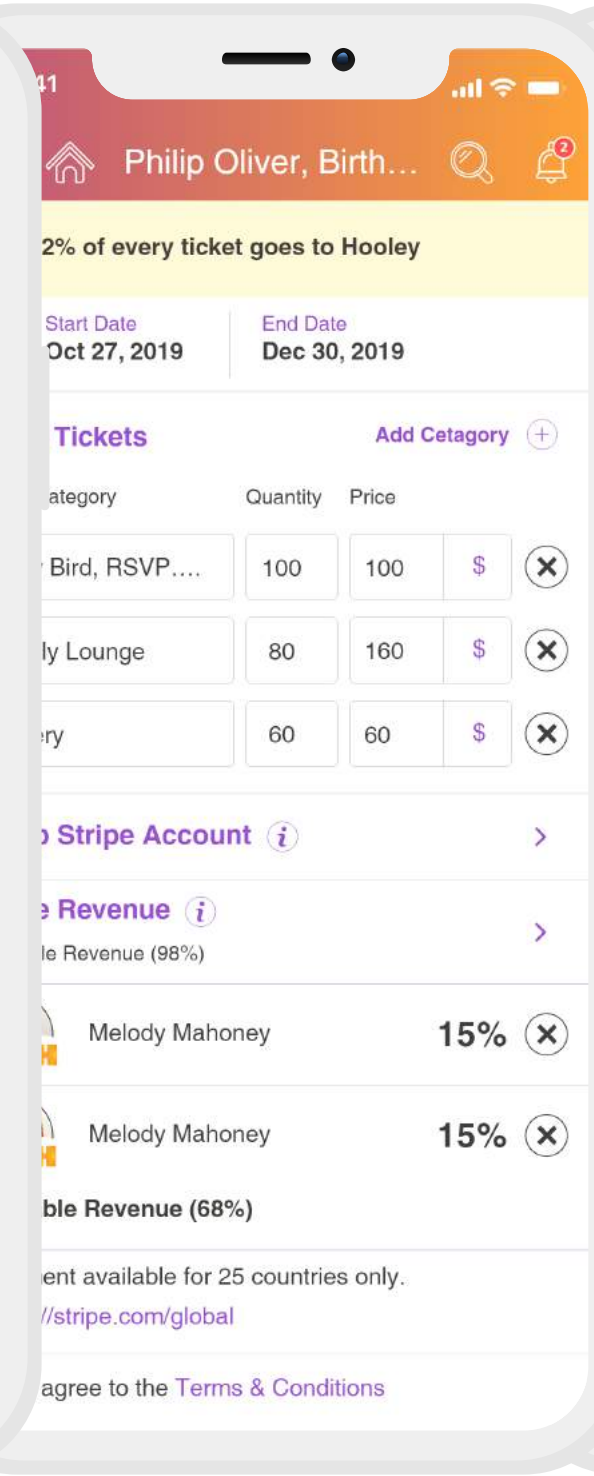 41
Philip Oliver, Birth...
2
2% of every ticket goes to Hooley
Start Date End Date
Oct 27, 2019 Dec 30, 2019
Tickets Add Cetagory +
ategory Quantity Price
Bird, RSVP.... 100 100 $
ly Lounge 80 160 $
ery 60 60 $
Stripe Account i
Revenue i
le Revenue (98%)
Melody Mahoney 15%
Melody Mahoney 15%
ble Revenue (68%)
ent available for 25 countries only.
//stripe.com/global
agree to the Terms & Conditions